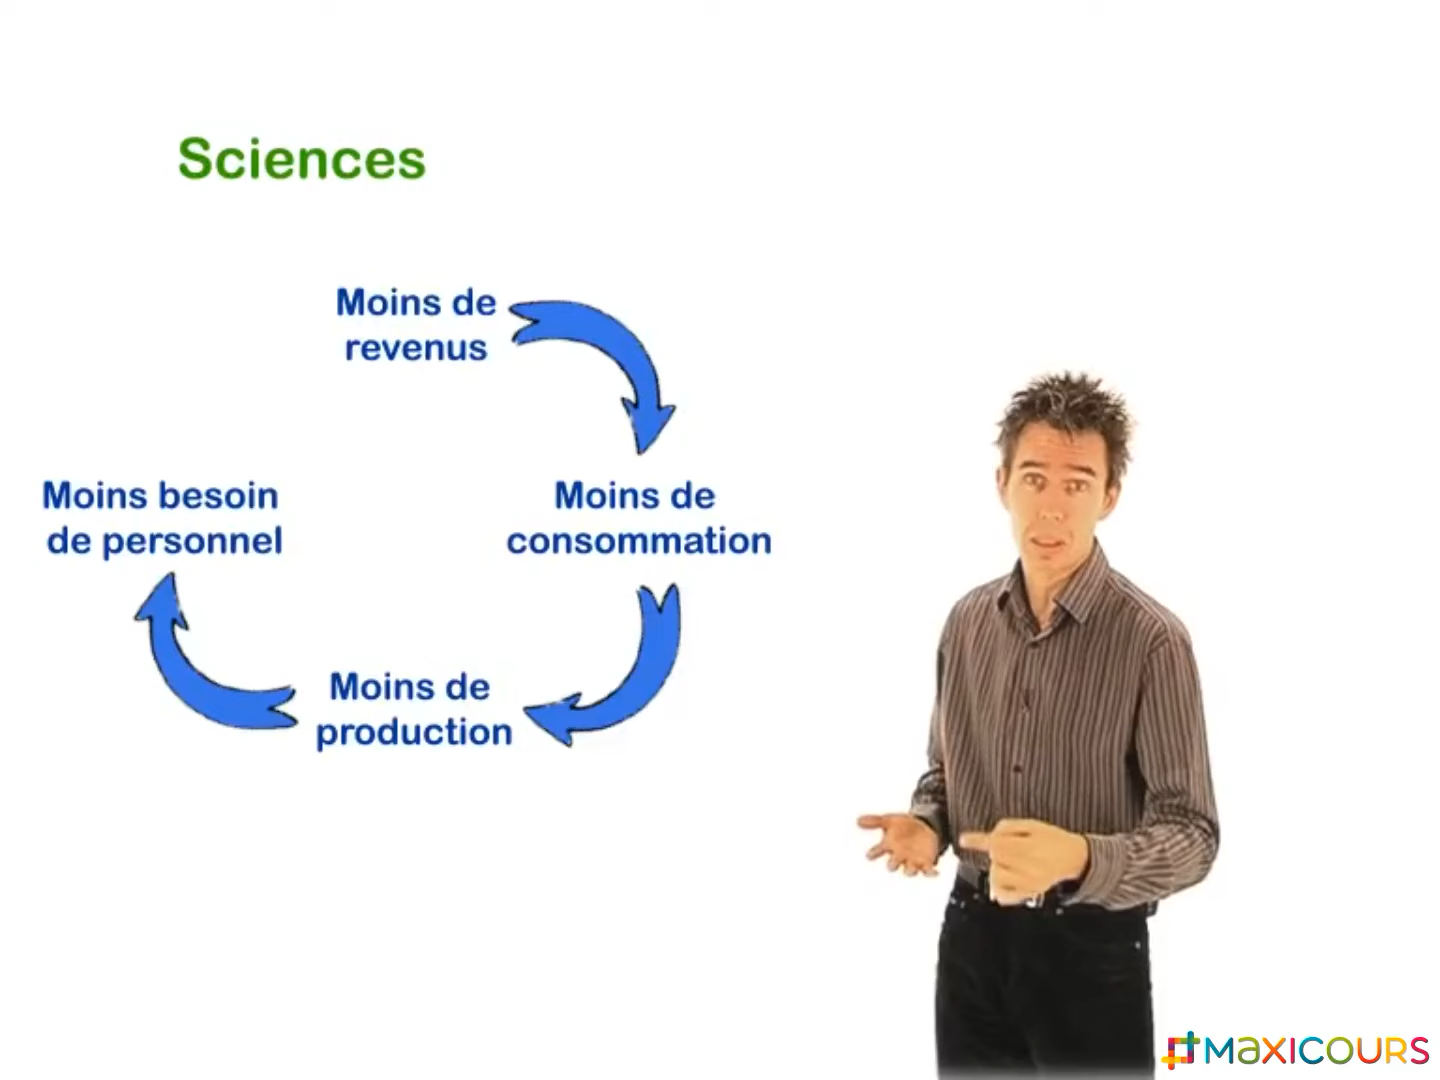 Sciences
Moins de
revenus
Moins besoin
de personnel
Moins de
consommation
Moins de
production
MAXICOURS